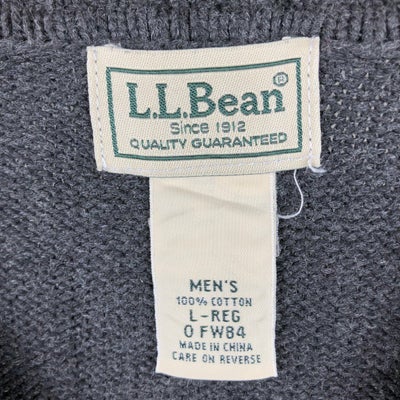 L.L.Bean®
Since 1912
QUALITY GUARANTEED
MEN'S
100% COTTON
L-REG
0 FW84
MADE IN CHINA
CARE ON REVERSE